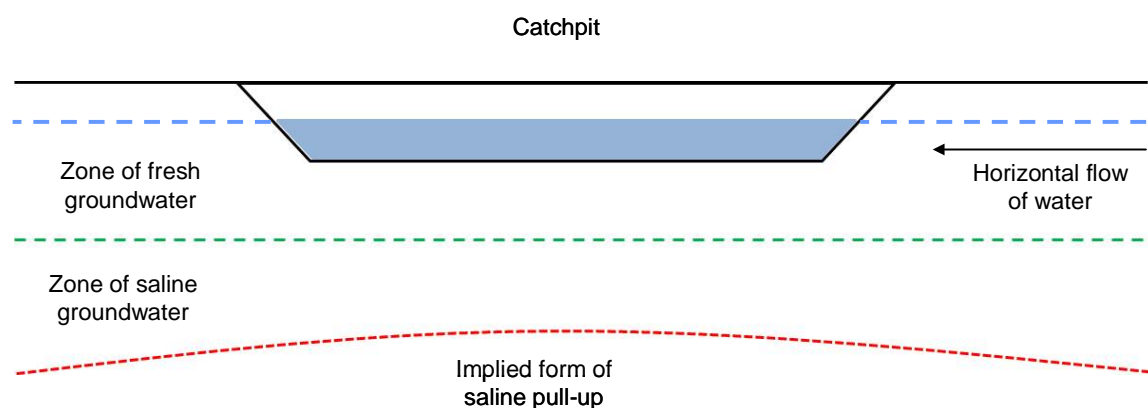 Catchpit
Zone of fresh
groundwater
Horizontal flow
of water
Zone of saline
groundwater
Implied form of
saline pull-up